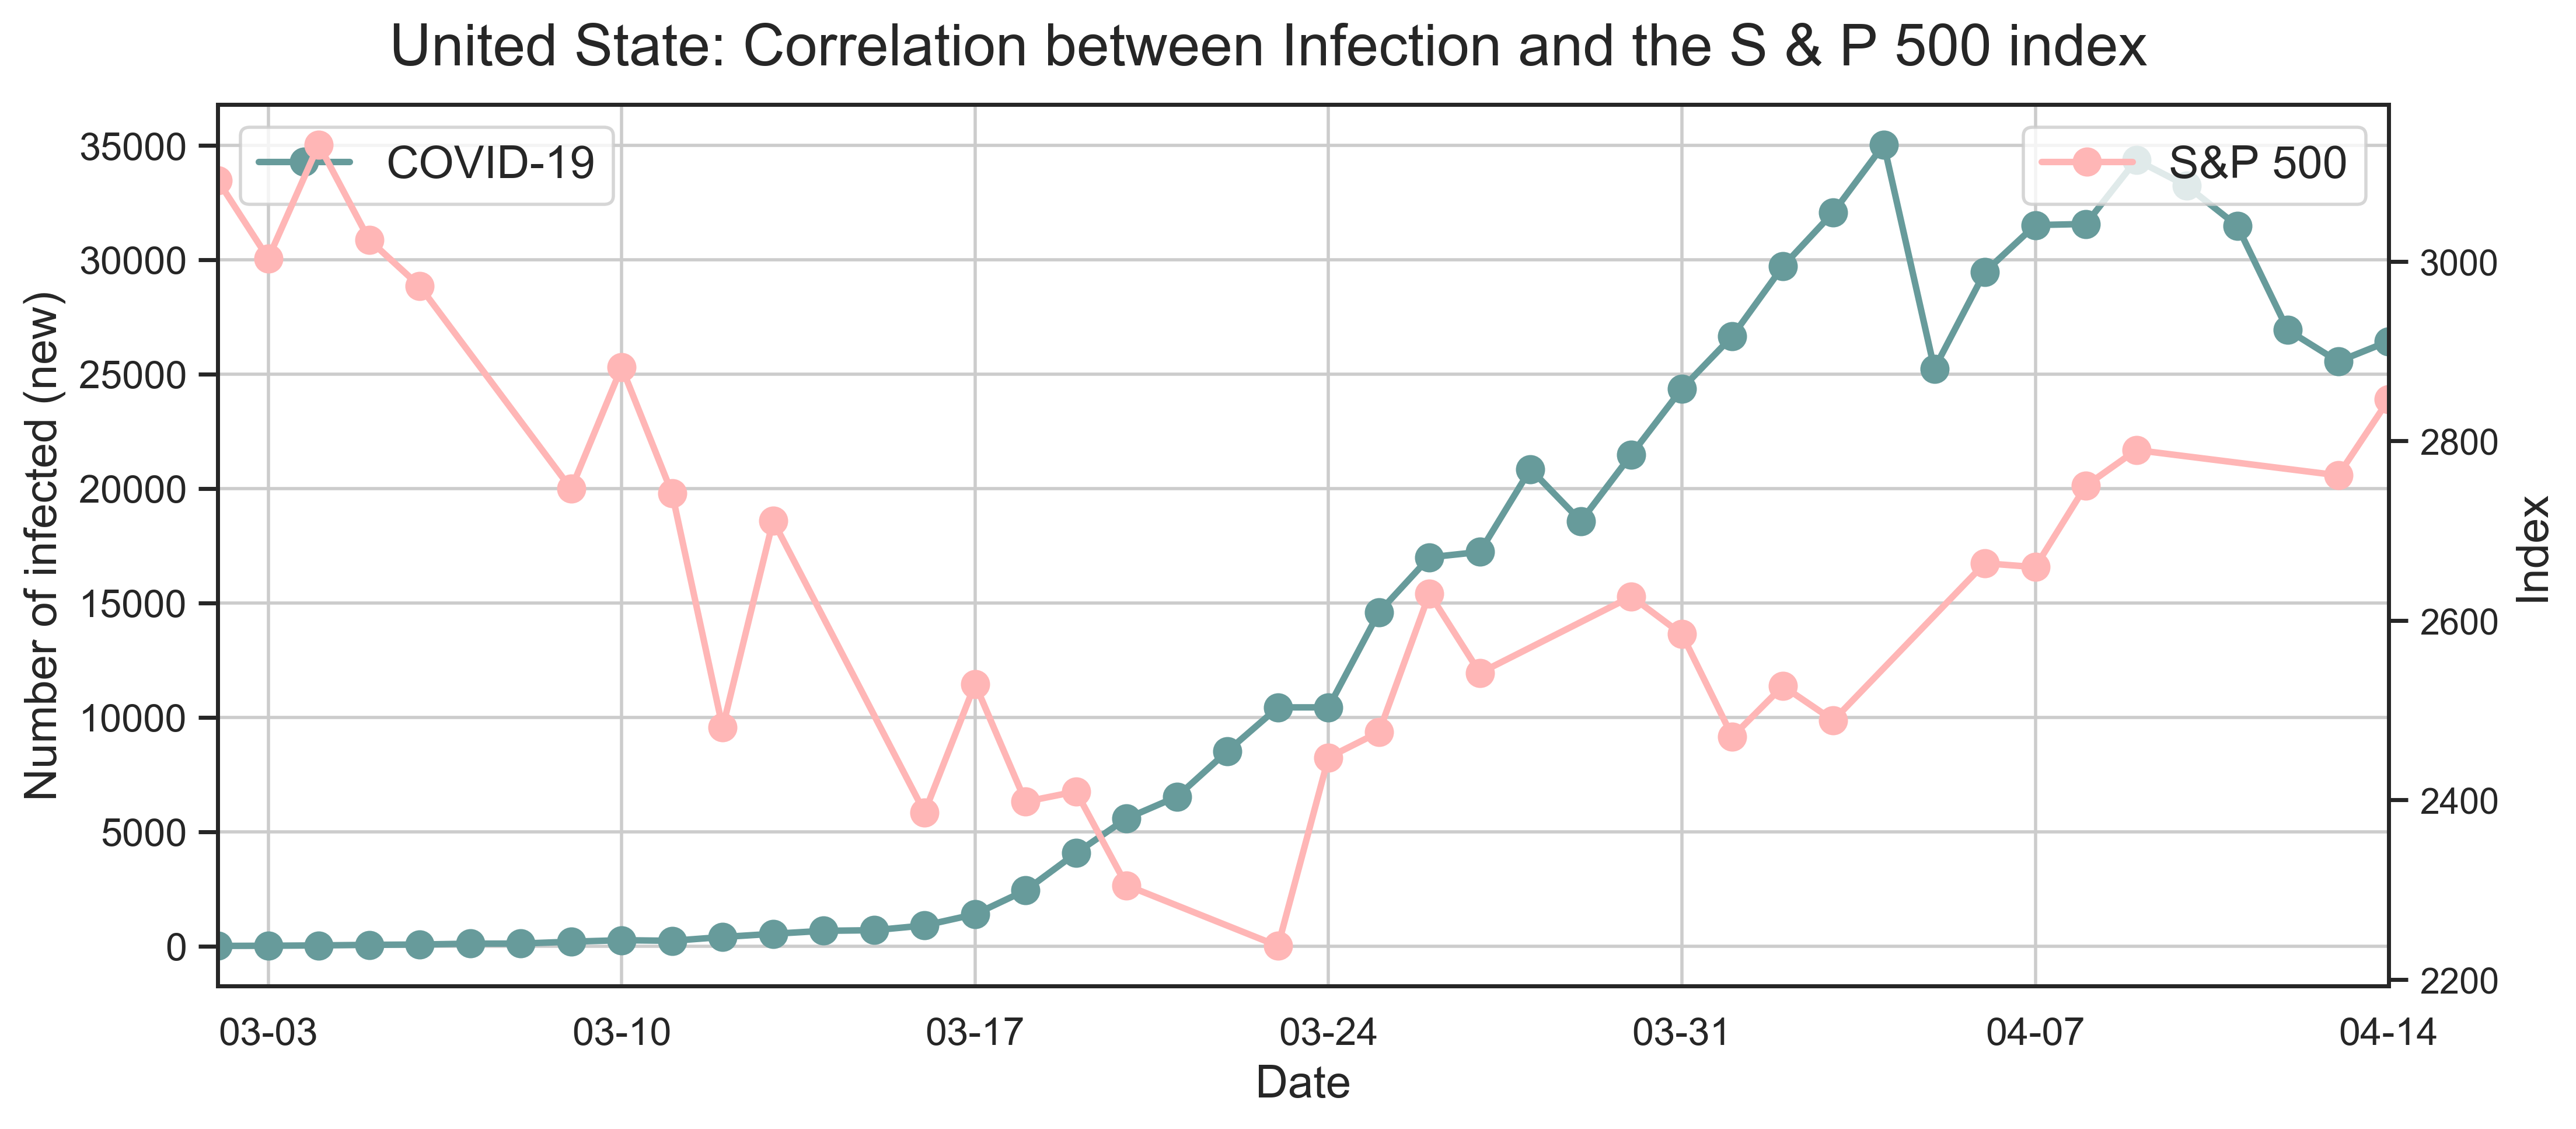 United State: Correlation between Infection and the S & P 500 index
COVID-19
S&P 500
Number of infected (new)
35000
30000
25000
20000
15000
10000
5000
0
3000
2800
2600
2400
2200
Index
03-03 03-10 03-17 03-24 03-31 04-07 04-14
Date